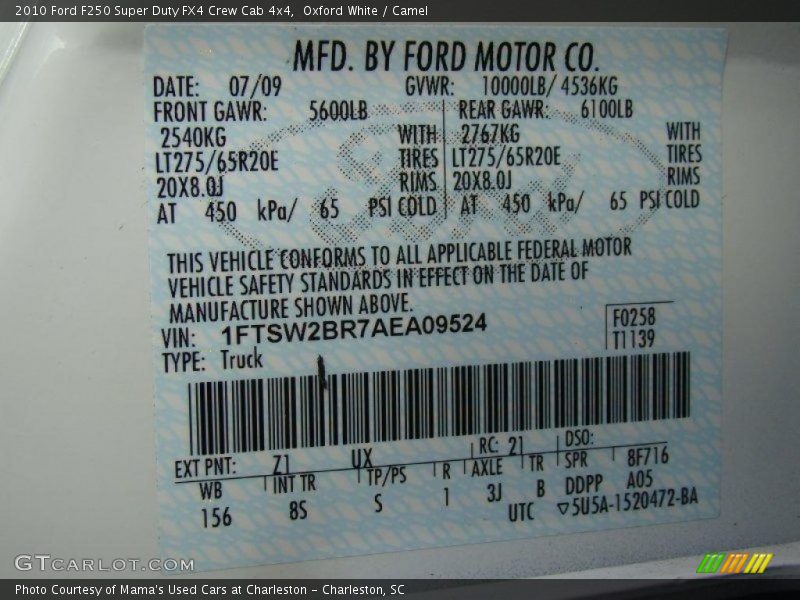 2010 Ford F250 Super Duty FX4 Crew Cab 4x4, Oxford White / Camel
MFD. BY FORD MOTOR CO.
DATE: 07/09 GVWR: 10000LB/ 4536KG
FRONT GAWR: 5600LB REAR GAWR: 6100LB
2540KG WITH 2767KG WITH
LT275/65R20E TIRES LT275/65R20E TIRES
20X8.0J RIMS 20X8.0J RIMS
AT 450 kPa/ 65 PSI COLD AT 450 kPa/ 65 PSI COLD
THIS VEHICLE CONFORMS TO ALL APPLICABLE FEDERAL MOTOR
VEHICLE SAFETY STANDARDS IN EFFECT ON THE DATE OF
MANUFACTURE SHOWN ABOVE.
VIN: 1FTSW2BR7AEA09524 F0258
TYPE: Truck T1139
EXT PNT: Z1 UX RC: 21 DSO:
WB INT TR TP/PS R AXLE TR SPR 8F716
156 8S S 1 3J B DDPP A05
UTC ▽5U5A-1520472-BA
GTCARLOT.COM
Photo Courtesy of Mama's Used Cars at Charleston - Charleston, SC